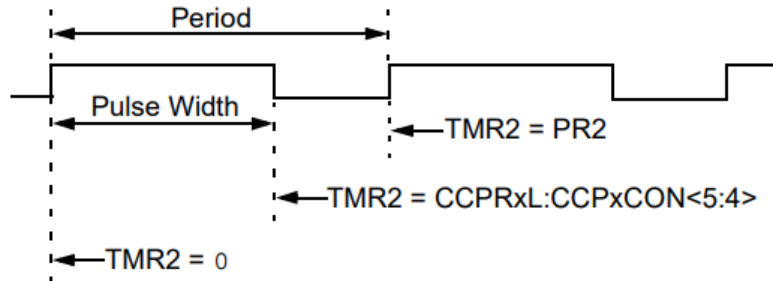 Period
Pulse Width
TMR2 = PR2
TMR2 = CCPRxL:CCPxCON<5:4>
TMR2 = 0